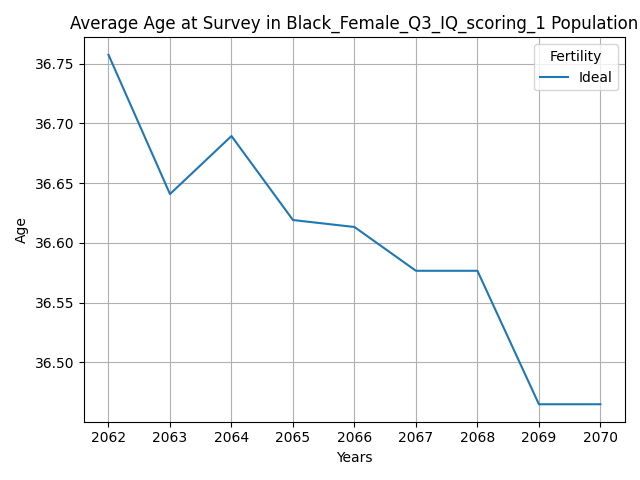 Average Age at Survey in Black_Female_Q3_IQ_scoring_1 Population
Fertility
Ideal
36.75
36.70
36.65
36.60
36.55
36.50
Age
2062 2063 2064 2065 2066 2067 2068 2069 2070
Years